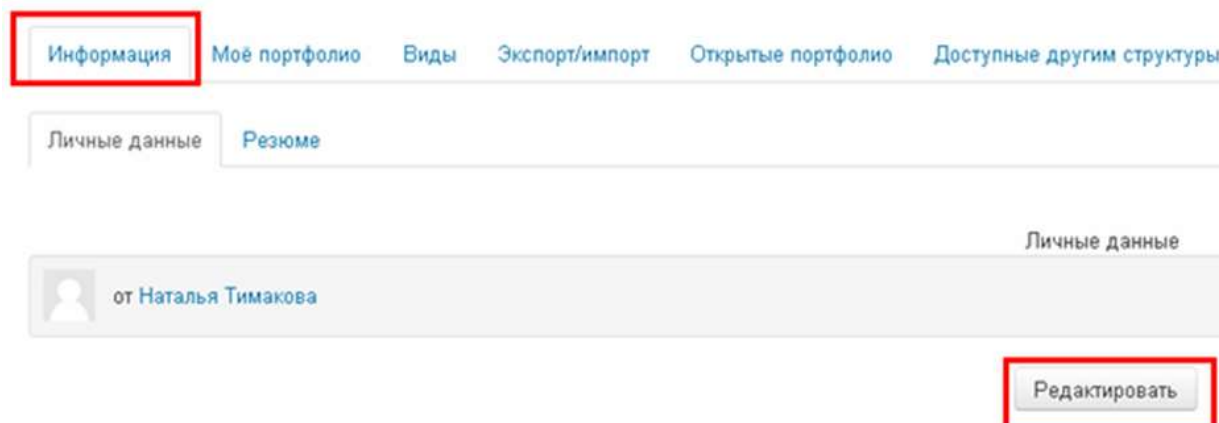 Информация Моё портфолио Виды Экспорт/импорт Открытые портфолио Доступные другим структуры
Личные данные Резюме
Личные данные
от Наталья Тимакова
Редактировать